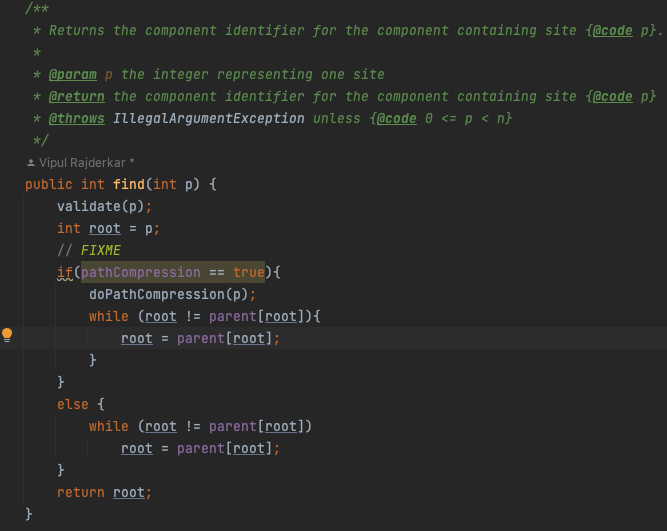 /**
 * Returns the component identifier for the component containing site {@code p}.
 *
 * @param p the integer representing one site
 * @return the component identifier for the component containing site {@code p}
 * @throws IllegalArgumentException unless {@code 0 <= p < n}
 */
Vipul Rajderkar *
public int find(int p) {
    validate(p);
    int root = p;
    // FIXME
    if(pathCompression == true){
        doPathCompression(p);
        while (root != parent[root]){
            root = parent[root];
        }
    }
    else {
        while (root != parent[root])
            root = parent[root];
    }
    return root;
}